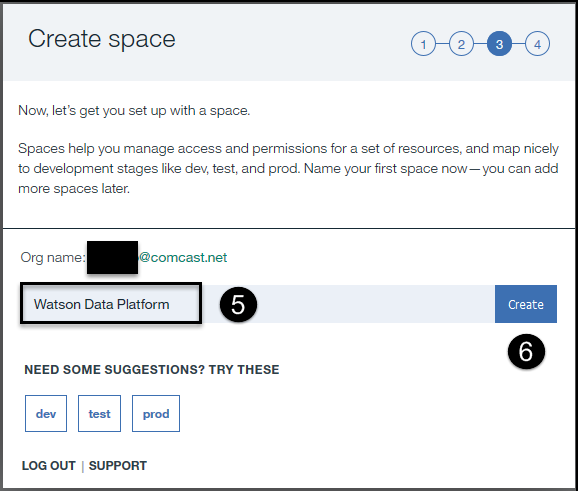 Create space
1 2 3 4
Now, let's get you set up with a space.
Spaces help you manage access and permissions for a set of resources, and map nicely
to development stages like dev, test, and prod. Name your first space now—you can add
more spaces later.
Org name: @comcast.net
Watson Data Platform 5 Create
6
NEED SOME SUGGESTIONS? TRY THESE
dev test prod
LOG OUT | SUPPORT